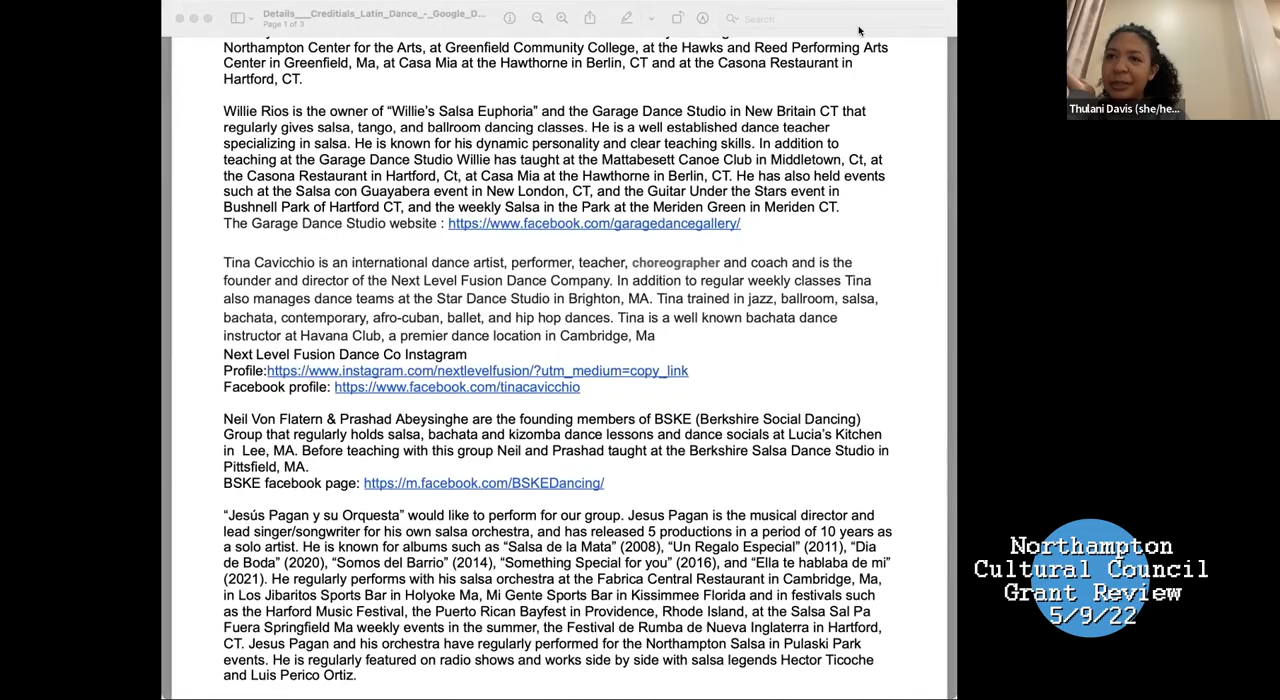 Details___Creditials_Latin_Dance_-_Google_D...
Page 1 of 3
Search
Northampton Center for the Arts, at Greenfield Community College, at the Hawks and Reed Performing Arts
Center in Greenfield, Ma, at Casa Mia at the Hawthorne in Berlin, CT and at the Casona Restaurant in
Hartford, CT.
Willie Rios is the owner of “Willie’s Salsa Euphoria” and the Garage Dance Studio in New Britain CT that
regularly gives salsa, tango, and ballroom dancing classes. He is a well established dance teacher
specializing in salsa. He is known for his dynamic personality and clear teaching skills. In addition to
teaching at the Garage Dance Studio Willie has taught at the Mattabesett Canoe Club in Middletown, Ct, at
the Casona Restaurant in Hartford, Ct, at Casa Mia at the Hawthorne in Berlin, CT. He has also held events
such at the Salsa con Guayabera event in New London, CT, and the Guitar Under the Stars event in
Bushnell Park of Hartford CT, and the weekly Salsa in the Park at the Meriden Green in Meriden CT.
The Garage Dance Studio website : https://www.facebook.com/garagedancegallery/
Tina Cavicchio is an international dance artist, performer, teacher, choreographer and coach and is the
founder and director of the Next Level Fusion Dance Company. In addition to regular weekly classes Tina
also manages dance teams at the Star Dance Studio in Brighton, MA. Tina trained in jazz, ballroom, salsa,
bachata, contemporary, afro-cuban, ballet, and hip hop dances. Tina is a well known bachata dance
instructor at Havana Club, a premier dance location in Cambridge, Ma
Next Level Fusion Dance Co Instagram
Profile:https://www.instagram.com/nextlevelfusion/?utm_medium=copy_link
Facebook profile: https://www.facebook.com/tinacavicchio
Neil Von Flatern & Prashad Abeysinghe are the founding members of BSKE (Berkshire Social Dancing)
Group that regularly holds salsa, bachata and kizomba dance lessons and dance socials at Lucia’s Kitchen
in Lee, MA. Before teaching with this group Neil and Prashad taught at the Berkshire Salsa Dance Studio in
Pittsfield, MA.
BSKE facebook page: https://m.facebook.com/BSKEDancing/
“Jesús Pagan y su Orquesta” would like to perform for our group. Jesus Pagan is the musical director and
lead singer/songwriter for his own salsa orchestra, and has released 5 productions in a period of 10 years as
a solo artist. He is known for albums such as “Salsa de la Mata” (2008), “Un Regalo Especial” (2011), “Dia
de Boda” (2020), “Somos del Barrio” (2014), “Something Special for you” (2016), and “Ella te hablaba de mi”
(2021). He regularly performs with his salsa orchestra at the Fabrica Central Restaurant in Cambridge, Ma,
in Los Jibaritos Sports Bar in Holyoke Ma, Mi Gente Sports Bar in Kissimmee Florida and in festivals such
as the Harford Music Festival, the Puerto Rican Bayfest in Providence, Rhode Island, at the Salsa Sal Pa
Fuera Springfield Ma weekly events in the summer, the Festival de Rumba de Nueva Inglaterra in Hartford,
CT. Jesus Pagan and his orchestra have regularly performed for the Northampton Salsa in Pulaski Park
events. He is regularly featured on radio shows and works side by side with salsa legends Hector Ticoche
and Luis Perico Ortiz.
Thulani Davis (she/he...
Northampton
Cultural Council
Grant Review
5/9/22